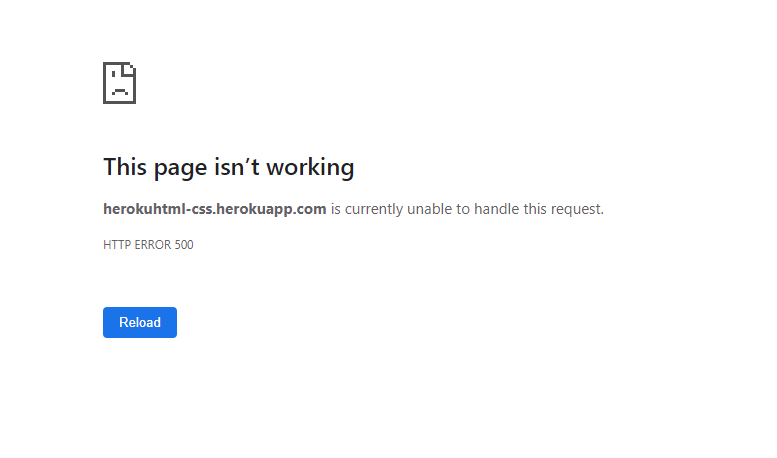 This page isn’t working
herokuhtml-css.herokuapp.com is currently unable to handle this request.
HTTP ERROR 500
Reload